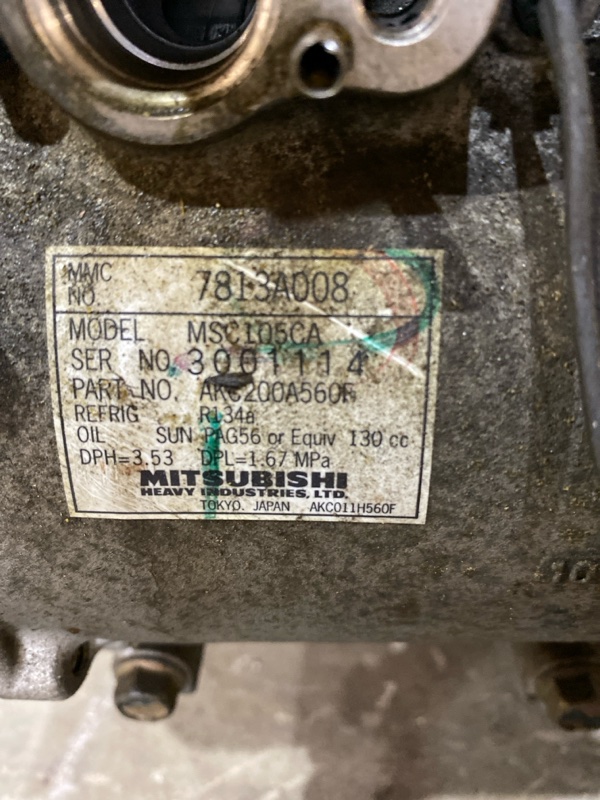 MMC
NO. 7813A008
MODEL MSC105CA
SER NO. 3001114
PART NO. AKC200A560F
REFRIG R134a
OIL SUN PAG56 or Equiv 130 cc
DPH=3.53 DPL=1.67 MPa
MITSUBISHI
HEAVY INDUSTRIES, LTD.
TOKYO. JAPAN AKC011H560F